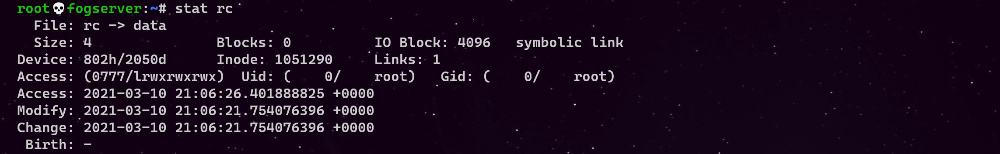 root💀fogserver:~# stat rc
  File: rc -> data
  Size: 4               Blocks: 0          IO Block: 4096   symbolic link
Device: 802h/2050d      Inode: 1051290     Links: 1
Access: (0777/lrwxrwxrwx)  Uid: (    0/    root)   Gid: (    0/    root)
Access: 2021-03-10 21:06:26.401888825 +0000
Modify: 2021-03-10 21:06:21.754076396 +0000
Change: 2021-03-10 21:06:21.754076396 +0000
 Birth: -